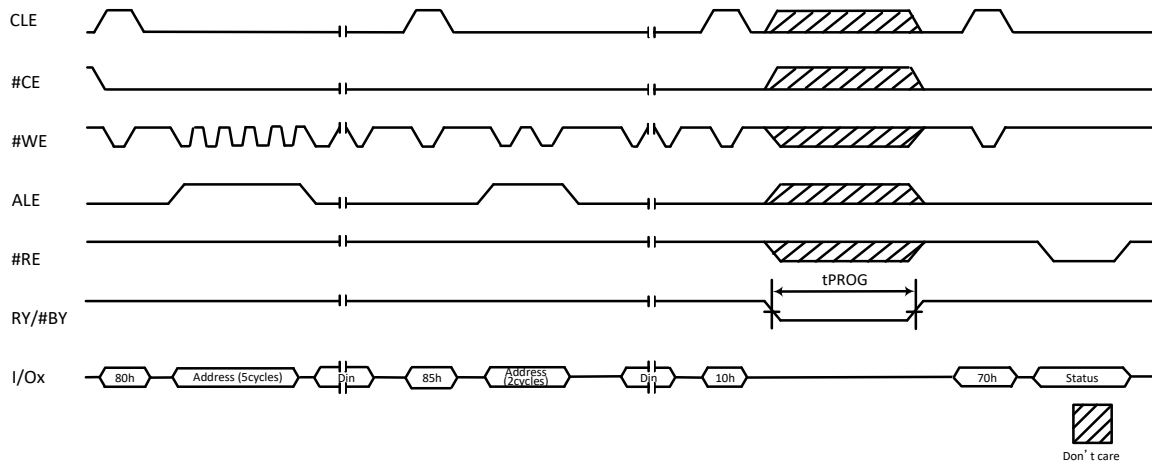 CLE
#CE
#WE
ALE
#RE
tPROG
RY/#BY
I/Ox
80h
Address (5cycles)
Din
85h
Address
(2cycles)
Din
10h
70h
Status
Don’t care